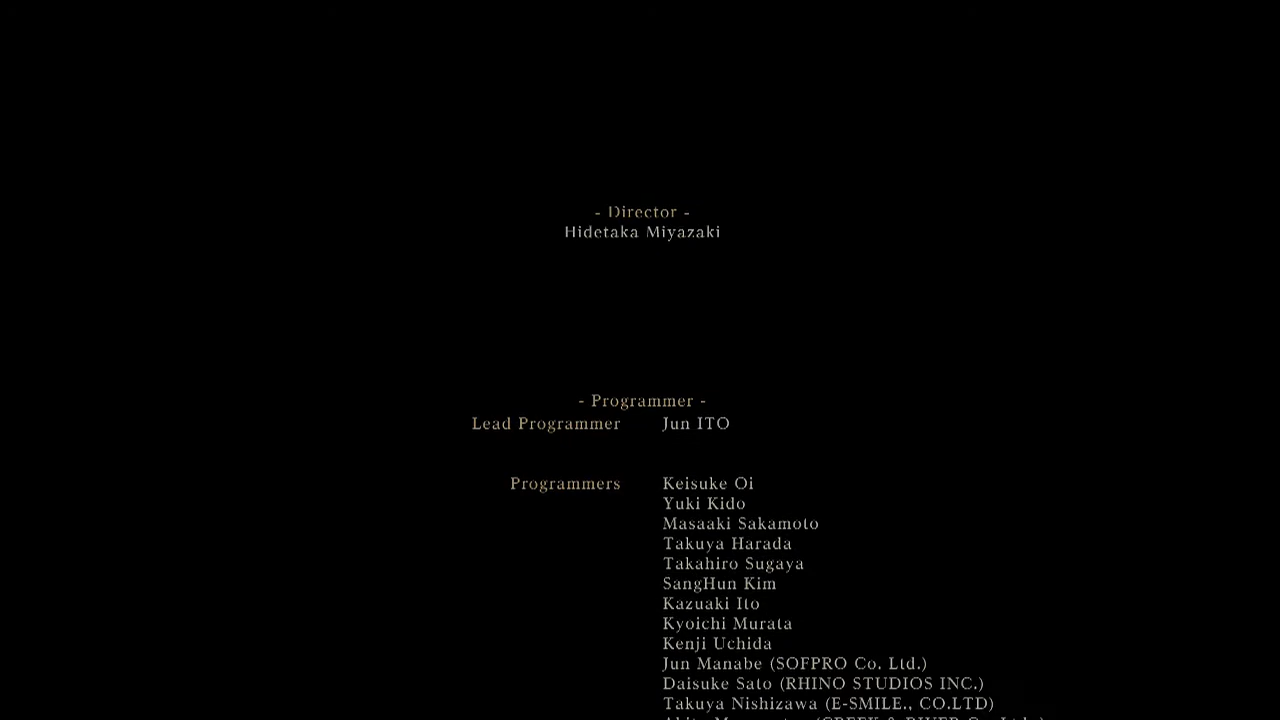 - Director -
Hidetaka Miyazaki
- Programmer -
Lead Programmer Jun ITO
Programmers Keisuke Oi
Yuki Kido
Masaaki Sakamoto
Takuya Harada
Takahiro Sugaya
SangHun Kim
Kazuaki Ito
Kyoichi Murata
Kenji Uchida
Jun Manabe (SOFPRO Co. Ltd.)
Daisuke Sato (RHINO STUDIOS INC.)
Takuya Nishizawa (E-SMILE., CO.LTD)